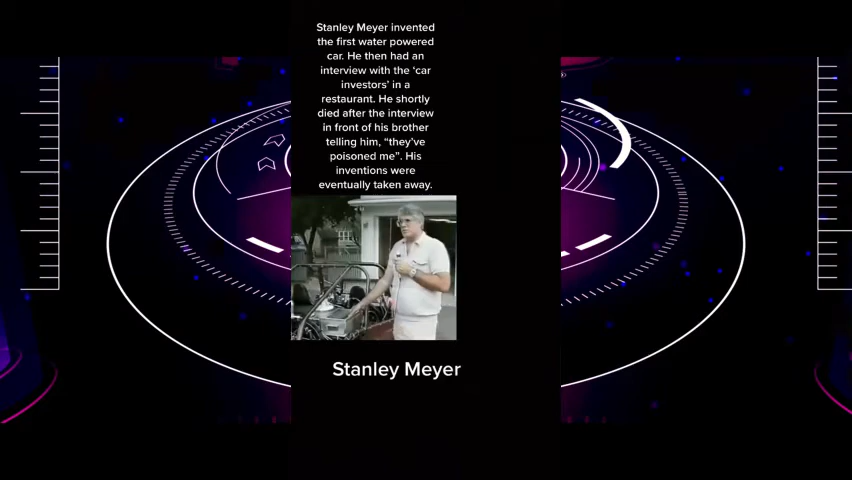 Stanley Meyer invented
the first water powered
car. He then had an
interview with the ‘car
investors’ in a
restaurant. He shortly
died after the interview
in front of his brother
telling him, “they’ve
poisoned me”. His
inventions were
eventually taken away.
Stanley Meyer